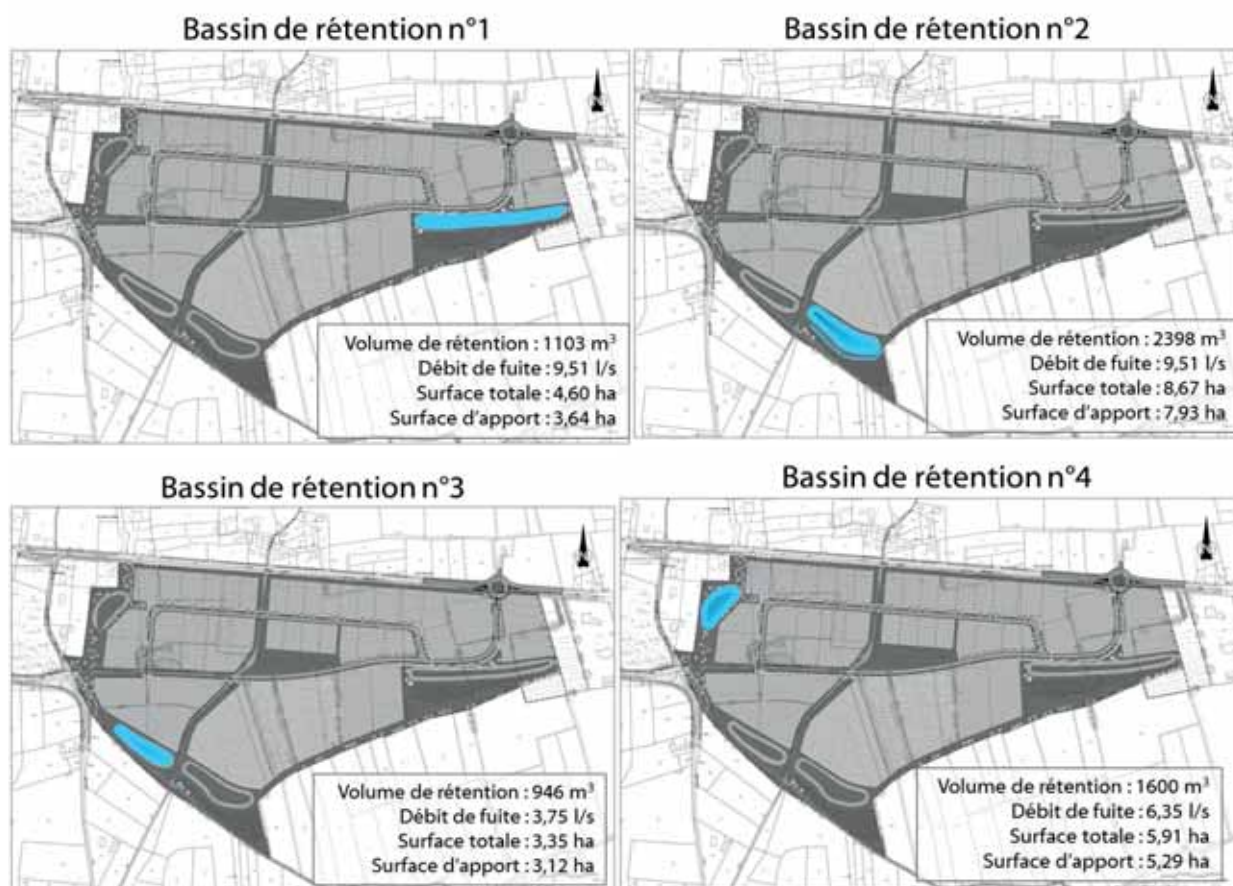 Bassin de rétention n°1
Volume de rétention : 1103 m³
Débit de fuite : 9,51 l/s
Surface totale : 4,60 ha
Surface d'apport : 3,64 ha
Bassin de rétention n°2
Volume de rétention : 2398 m³
Débit de fuite : 9,51 l/s
Surface totale : 8,67 ha
Surface d'apport : 7,93 ha
Bassin de rétention n°3
Volume de rétention : 946 m³
Débit de fuite : 3,75 l/s
Surface totale : 3,35 ha
Surface d'apport : 3,12 ha
Bassin de rétention n°4
Volume de rétention : 1600 m³
Débit de fuite : 6,35 l/s
Surface totale : 5,91 ha
Surface d'apport : 5,29 ha